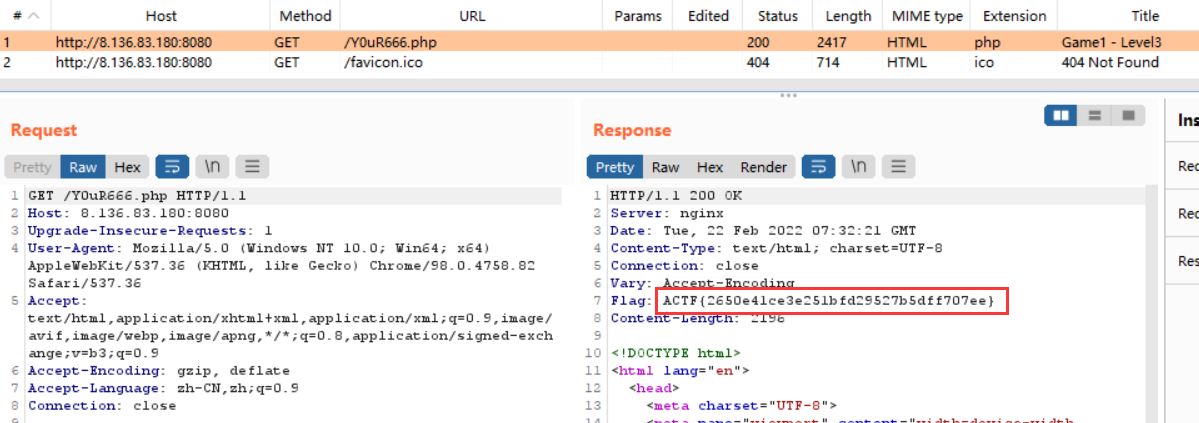 # Host Method URL Params Edited Status Length MIME type Extension Title
1 http://8.136.83.180:8080 GET /Y0uR666.php 200 2417 HTML php Game1 - Level3
2 http://8.136.83.180:8080 GET /favicon.ico 404 714 HTML ico 404 Not Found
Request
Pretty Raw Hex \n
1 GET /Y0uR666.php HTTP/1.1
2 Host: 8.136.83.180:8080
3 Upgrade-Insecure-Requests: 1
4 User-Agent: Mozilla/5.0 (Windows NT 10.0; Win64; x64)
AppleWebKit/537.36 (KHTML, like Gecko) Chrome/98.0.4758.82
Safari/537.36
5 Accept:
text/html,application/xhtml+xml,application/xml;q=0.9,image/
avif,image/webp,image/apng,*/*;q=0.8,application/signed-exch
ange;v=b3;q=0.9
6 Accept-Encoding: gzip, deflate
7 Accept-Language: zh-CN,zh;q=0.9
8 Connection: close
Response
Pretty Raw Hex Render \n
1 HTTP/1.1 200 OK
2 Server: nginx
3 Date: Tue, 22 Feb 2022 07:32:21 GMT
4 Content-Type: text/html; charset=UTF-8
5 Connection: close
6 Vary: Accept-Encoding
7 Flag: ACTF{2650e41ce3e251bfd29527b5dff707ee}
8 Content-Length: 2196
9
10 <!DOCTYPE html>
11 <html lang="en">
12 <head>
13 <meta charset="UTF-8">
14 <meta name="viewport" content="width=device-width,
Ins
Rec
Rec
Res